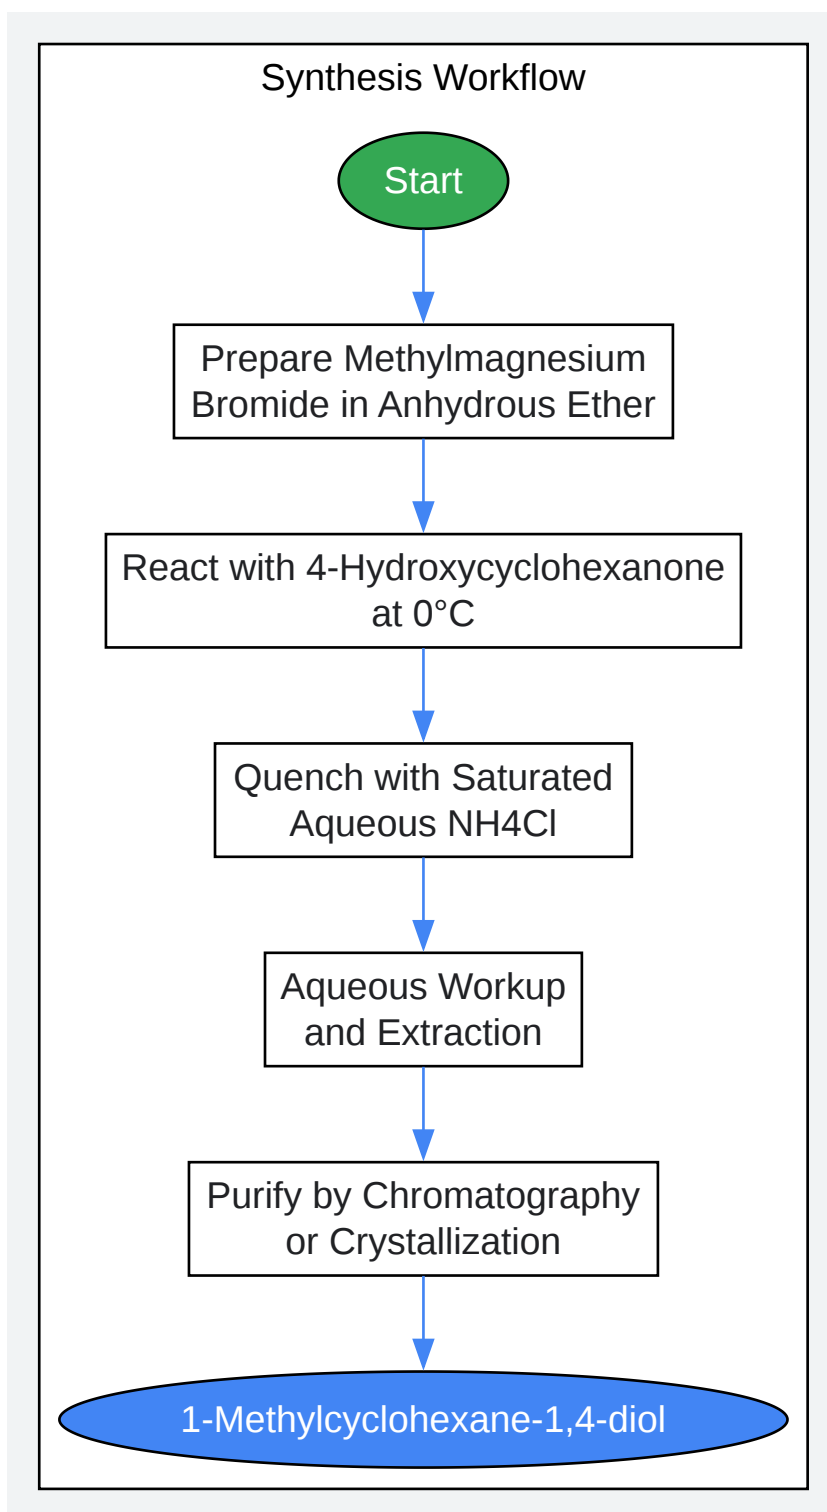 Synthesis Workflow
Start
Prepare Methylmagnesium
Bromide in Anhydrous Ether
React with 4-Hydroxycyclohexanone
at 0°C
Quench with Saturated
Aqueous NH4Cl
Aqueous Workup
and Extraction
Purify by Chromatography
or Crystallization
1-Methylcyclohexane-1,4-diol